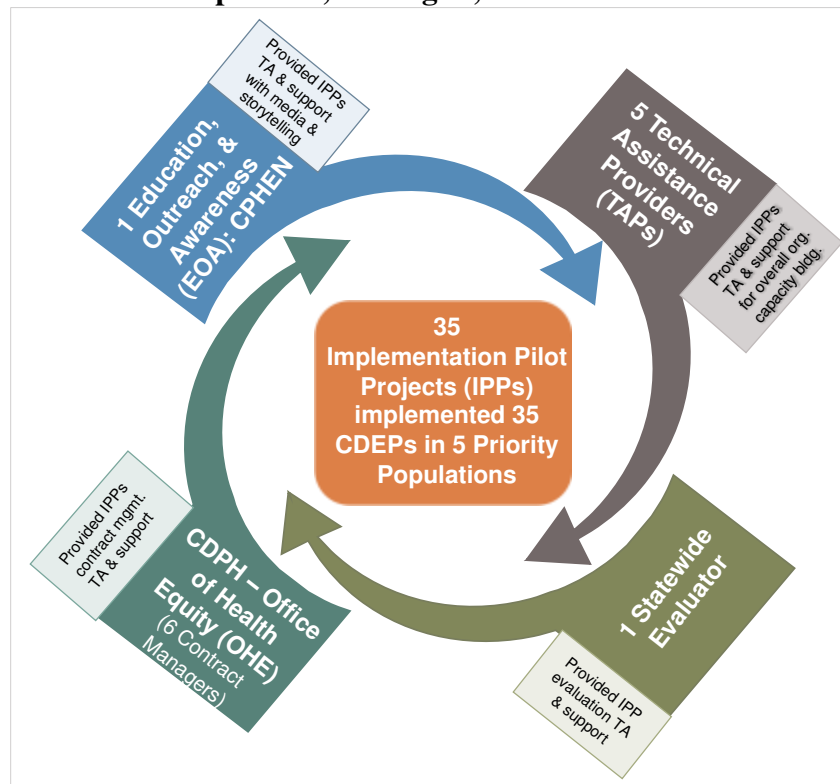 1 Education,
Outreach, &
Awareness
(EOA): CPHEN
Provided IPPs
TA & support
with media &
storytelling
5 Technical
Assistance
Providers
(TAPs)
Provided IPPs
TA & support
for overall org.
capacity bldg.
35
Implementation Pilot
Projects (IPPs)
implemented 35
CDEPs in 5 Priority
Populations
Provided IPPs
contract mgmt.
TA & support
CDPH – Office
of Health
Equity (OHE)
(6 Contract
Managers)
1 Statewide
Evaluator
Provided IPP
evaluation TA
& support